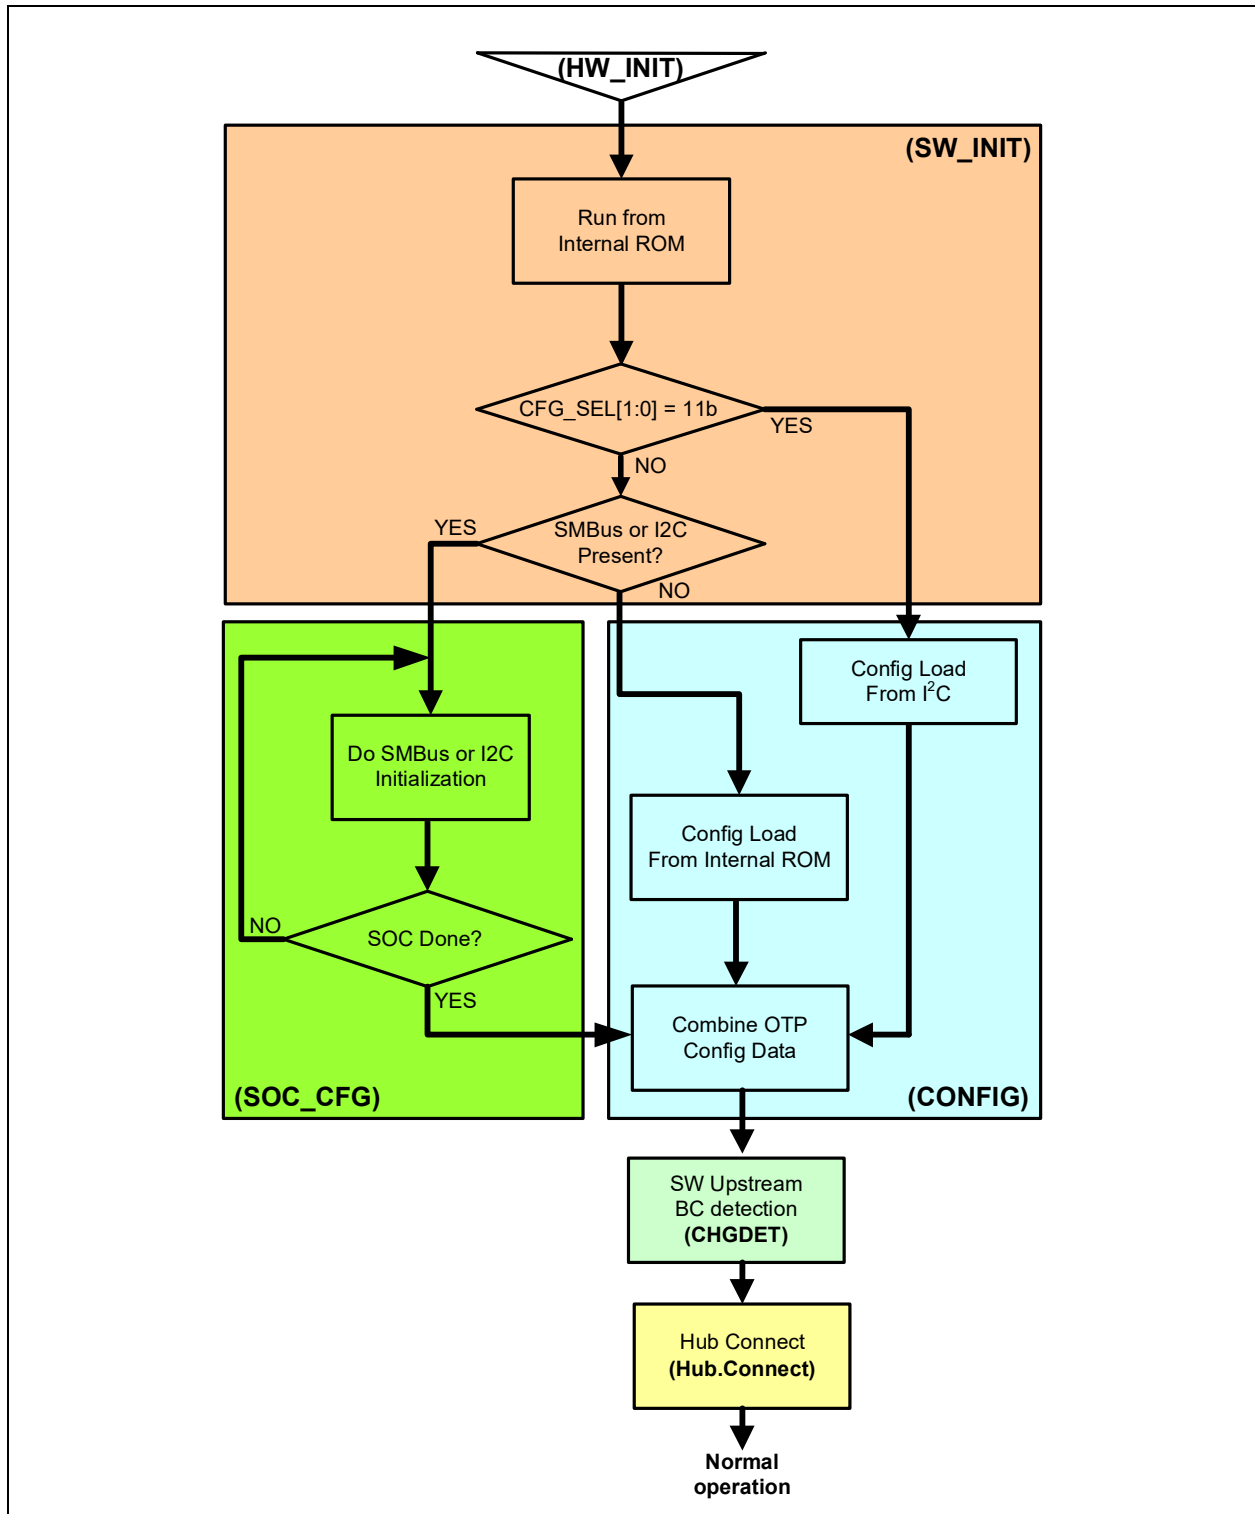 (HW_INIT)
(SW_INIT)
Run from
Internal ROM
CFG_SEL[1:0] = 11b
YES
NO
YES
SMBus or I2C
Present?
NO
Config Load
From I²C
Do SMBus or I2C
Initialization
Config Load
From Internal ROM
NO
SOC Done?
YES
Combine OTP
Config Data
(SOC_CFG)
(CONFIG)
SW Upstream
BC detection
(CHGDET)
Hub Connect
(Hub.Connect)
Normal
operation